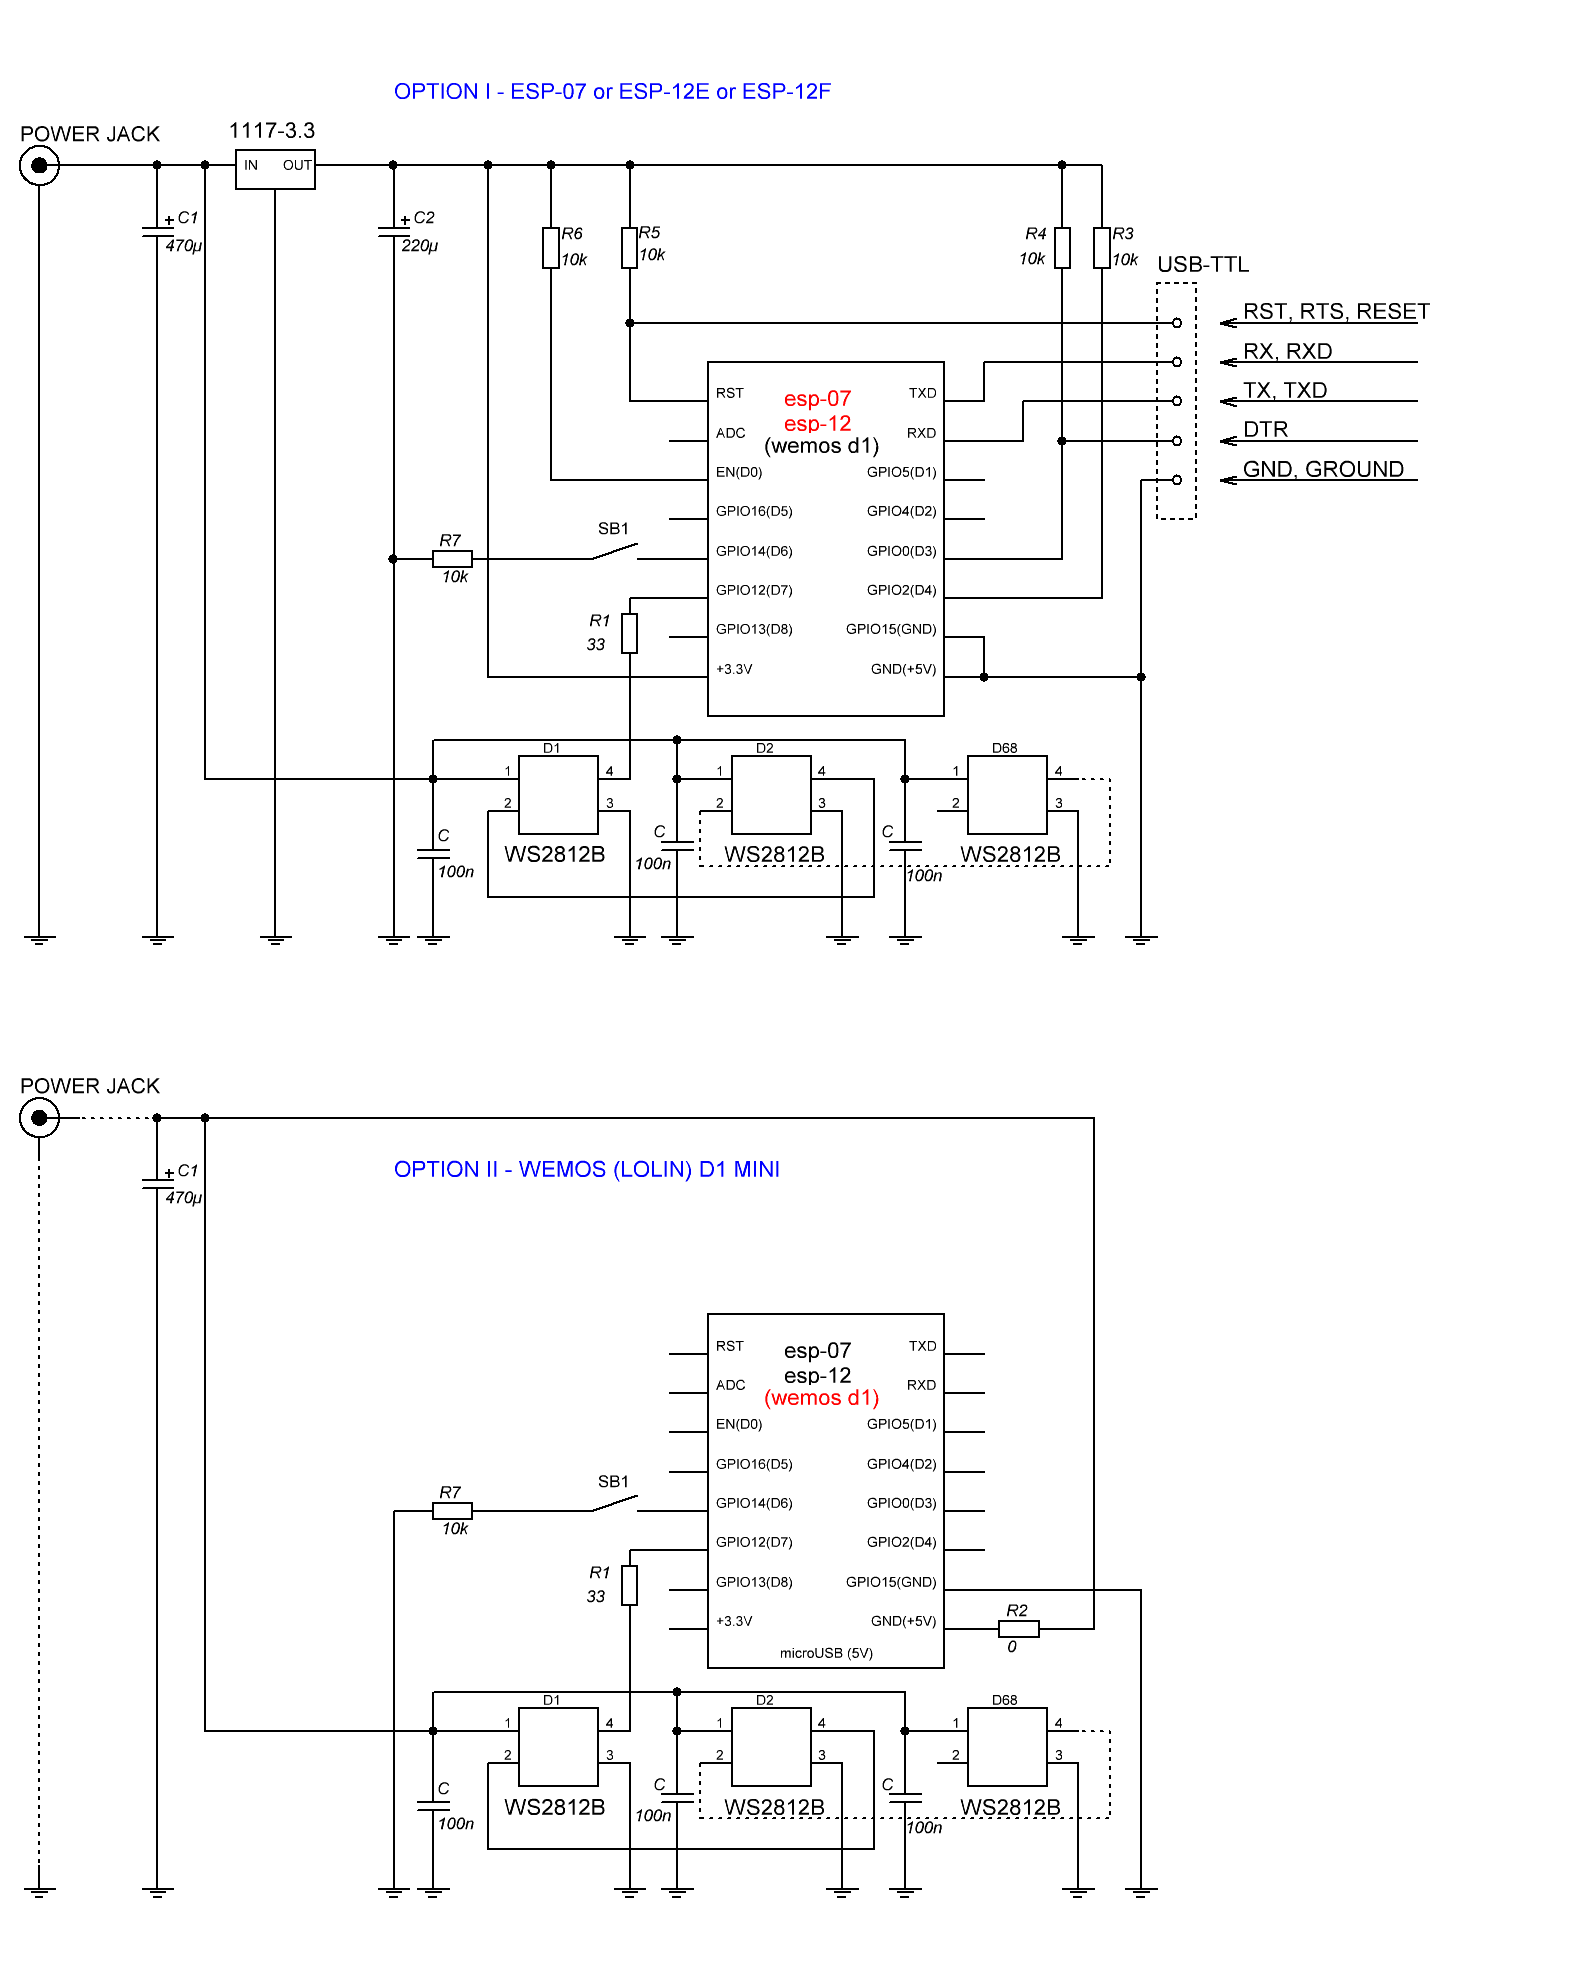 OPTION I - ESP-07 or ESP-12E or ESP-12F
POWER JACK
1117-3.3
IN OUT
+ C1
470µ
+ C2
220µ
R6
10k
R5
10k
R4
10k
R3
10k
USB-TTL
RST, RTS, RESET
RX, RXD
TX, TXD
DTR
GND, GROUND
esp-07
esp-12
(wemos d1)
RST TXD
ADC RXD
EN(D0) GPIO5(D1)
GPIO16(D5) GPIO4(D2)
GPIO14(D6) GPIO0(D3)
GPIO12(D7) GPIO2(D4)
GPIO13(D8) GPIO15(GND)
+3.3V GND(+5V)
SB1
R7
10k
R1
33
D1
1 4
2 3
WS2812B
C
100n
D2
1 4
2 3
WS2812B
C
100n
D68
1 4
2 3
WS2812B
C
100n
POWER JACK
OPTION II - WEMOS (LOLIN) D1 MINI
+ C1
470µ
esp-07
esp-12
(wemos d1)
RST TXD
ADC RXD
EN(D0) GPIO5(D1)
GPIO16(D5) GPIO4(D2)
GPIO14(D6) GPIO0(D3)
GPIO12(D7) GPIO2(D4)
GPIO13(D8) GPIO15(GND)
+3.3V GND(+5V)
microUSB (5V)
SB1
R7
10k
R1
33
R2
0
D1
1 4
2 3
WS2812B
C
100n
D2
1 4
2 3
WS2812B
C
100n
D68
1 4
2 3
WS2812B
C
100n